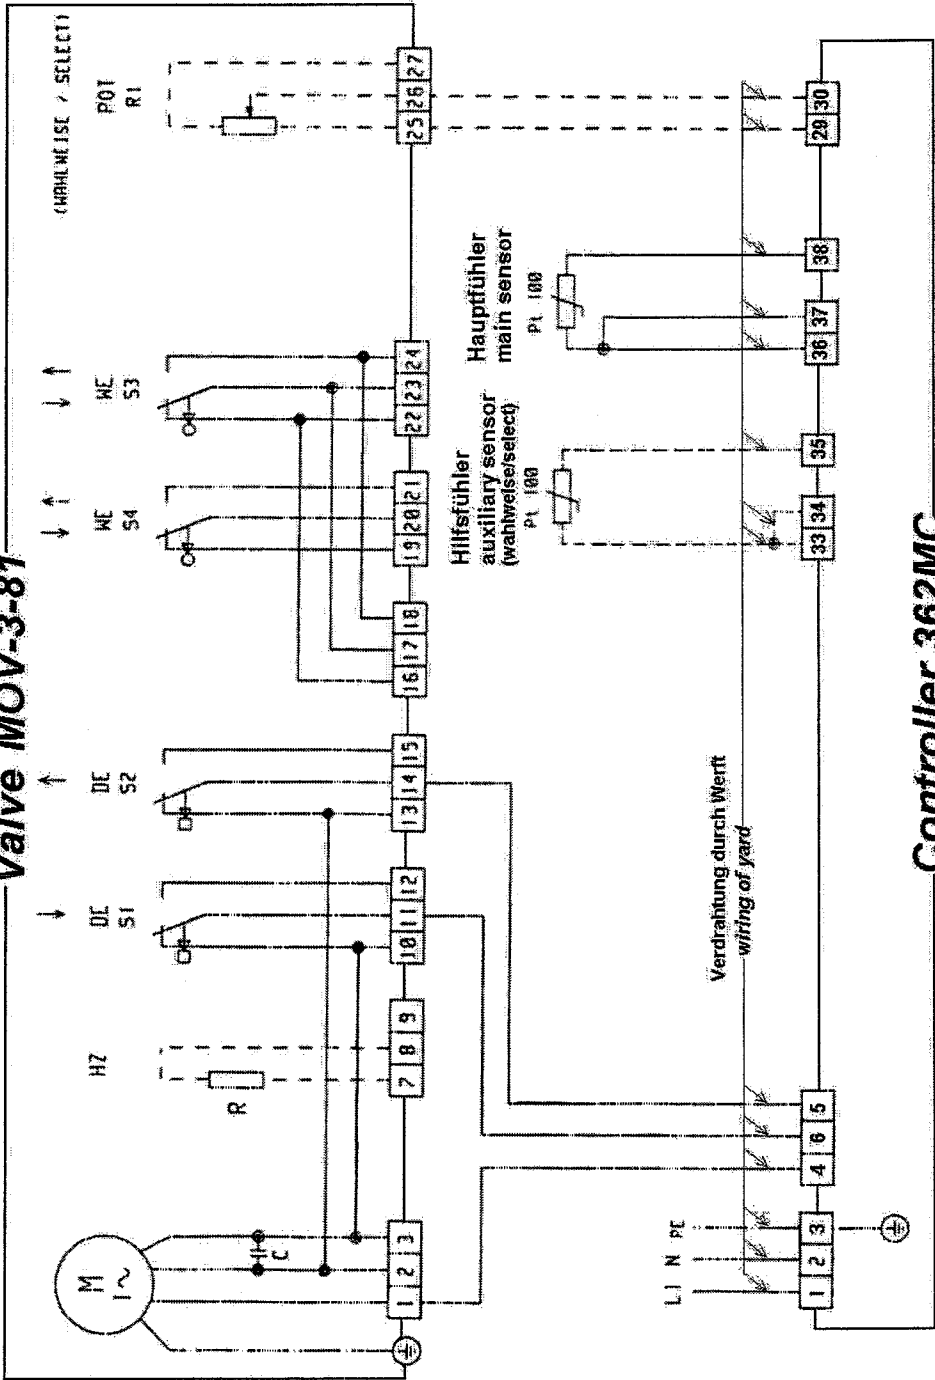 Valve MOV-3-81
(WAHLWEISE / SELECT)
M
1~
C
HZ
R
DE
S1
DE
S2
WE
S4
WE
S3
POT
R1
1 2 3
7 8 9
10 11 12
13 14 15
16 17 18
19 20 21
22 23 24
25 26 27
Hilfsfühler
auxiliary sensor
(wahlweise/select)
Pt 100
Hauptfühler
main sensor
Pt 100
Verdrahtung durch Werft
wiring of yard
L1 N PE
1 2 3
4 6 5
33 34 35
36 37 38
29 30
Controller 362MC